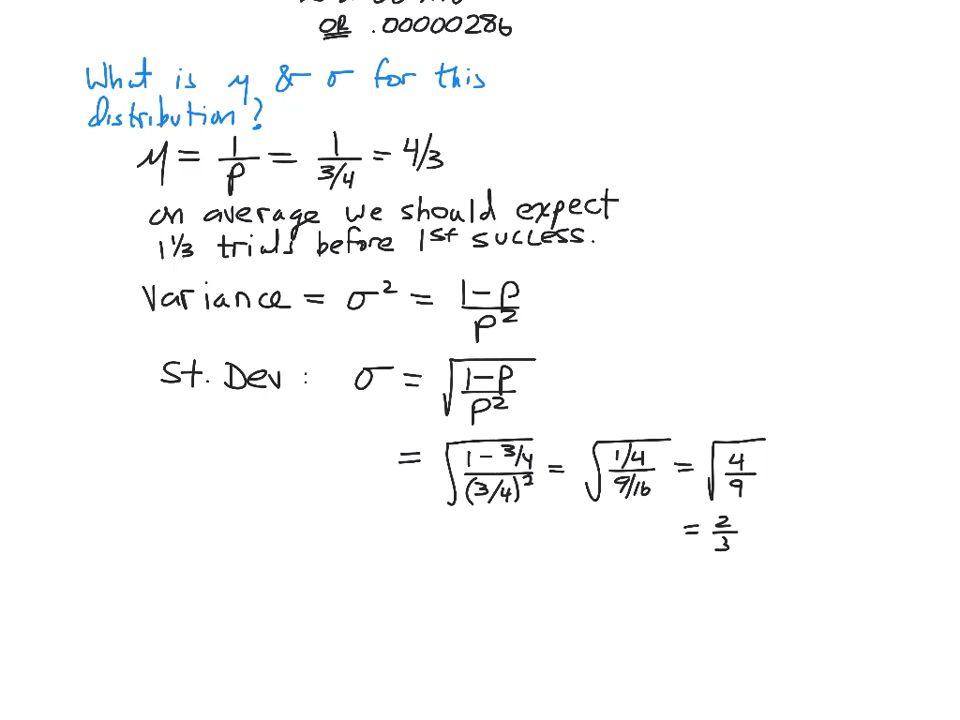 OR .00000286
What is μ & σ for this
distribution?
μ = 1/p = 1/(3/4) = 4/3
on average we should expect
1 1/3 trials before 1st success.
Variance = σ² = (1-p)/p²
St. Dev : σ = √((1-p)/p²)
= √((1 - 3/4)/(3/4)²) = √((1/4)/(9/16)) = √(4/9)
= 2/3